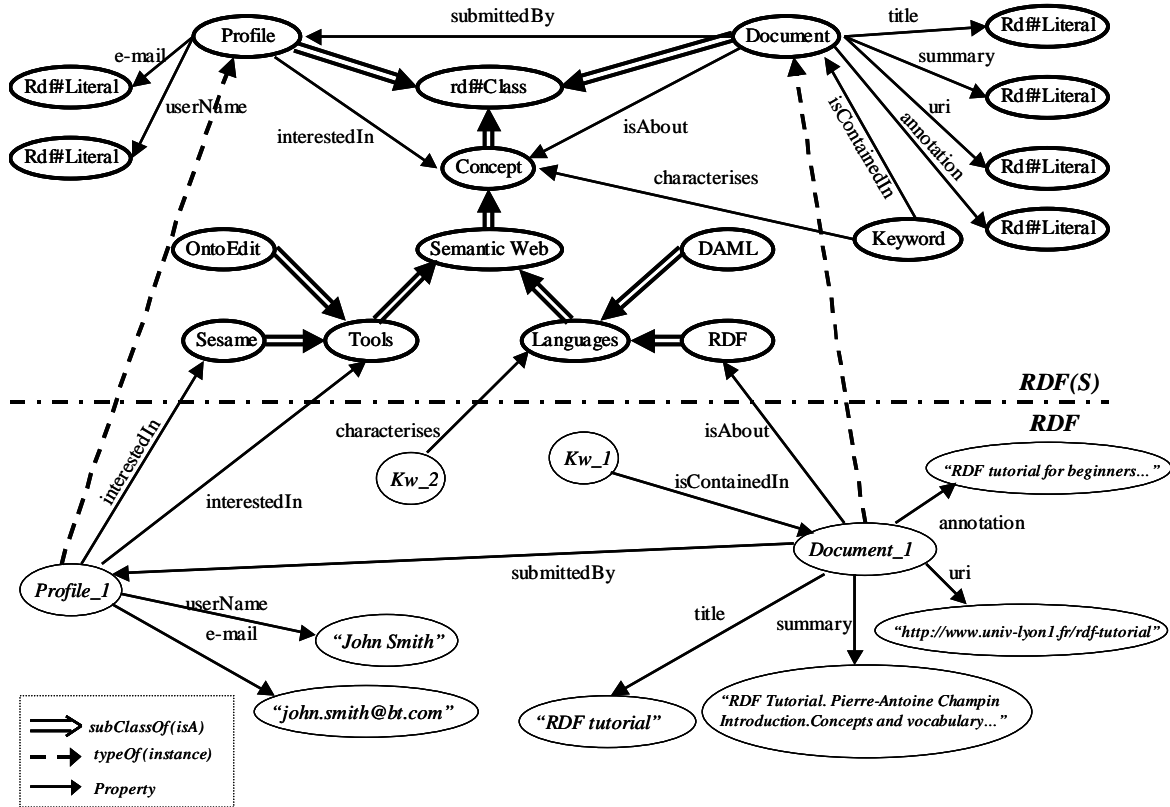 submittedBy
title
Profile
Document
Rdf#Literal
e-mail
summary
Rdf#Literal
rdf#Class
Rdf#Literal
userName
uri
isContainedIn
annotation
interestedIn
isAbout
Rdf#Literal
Concept
Rdf#Literal
characterises
Rdf#Literal
OntoEdit
Semantic Web
DAML
Keyword
Sesame
Tools
Languages
RDF
RDF(S)
RDF
characterises
isAbout
interestedIn
Kw_2
Kw_1
"RDF tutorial for beginners..."
interestedIn
isContainedIn
annotation
Document_1
Profile_1
submittedBy
uri
userName
title
summary
"http://www.univ-lyon1.fr/rdf-tutorial"
e-mail
"John Smith"
"john.smith@bt.com"
"RDF tutorial"
"RDF Tutorial. Pierre-Antoine Champin
Introduction.Concepts and vocabulary..."
subClassOf(isA)
typeOf(instance)
Property